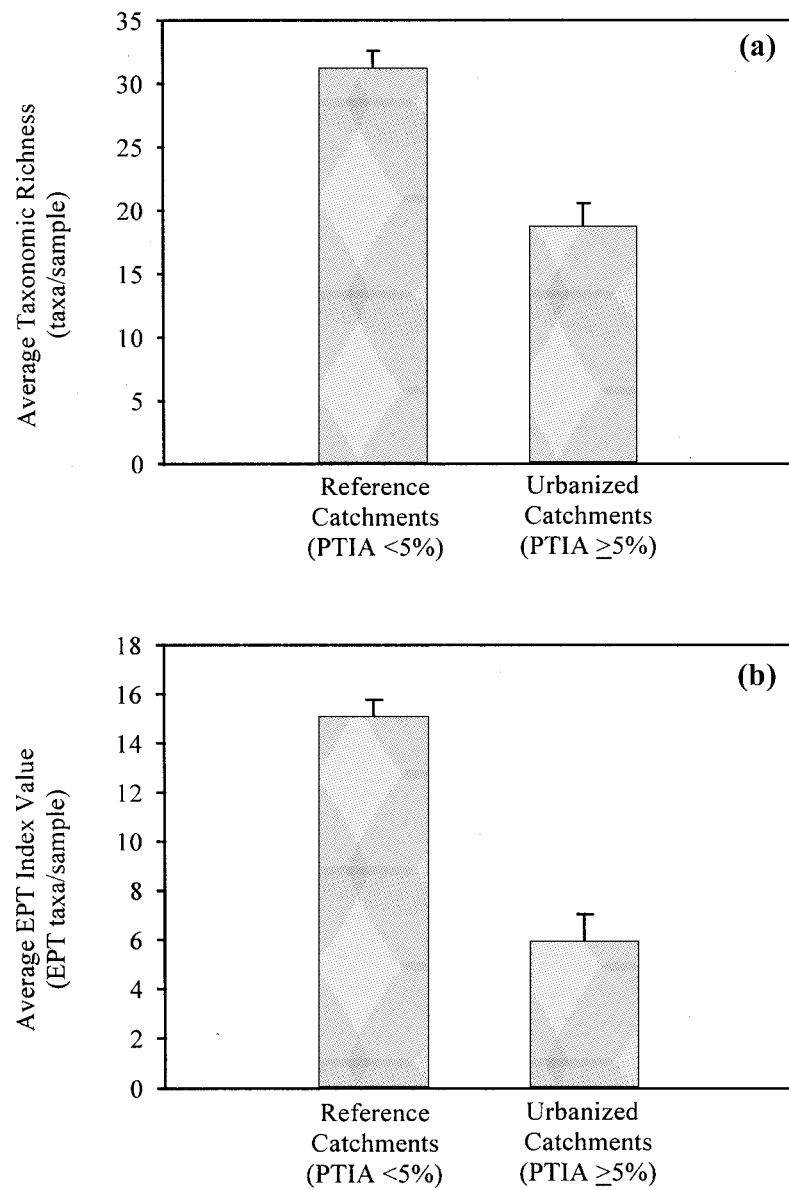 (a)
Average Taxonomic Richness
(taxa/sample)
35
30
25
20
15
10
5
0
Reference
Catchments
(PTIA <5%)
Urbanized
Catchments
(PTIA ≥5%)
(b)
Average EPT Index Value
(EPT taxa/sample)
18
16
14
12
10
8
6
4
2
0
Reference
Catchments
(PTIA <5%)
Urbanized
Catchments
(PTIA ≥5%)